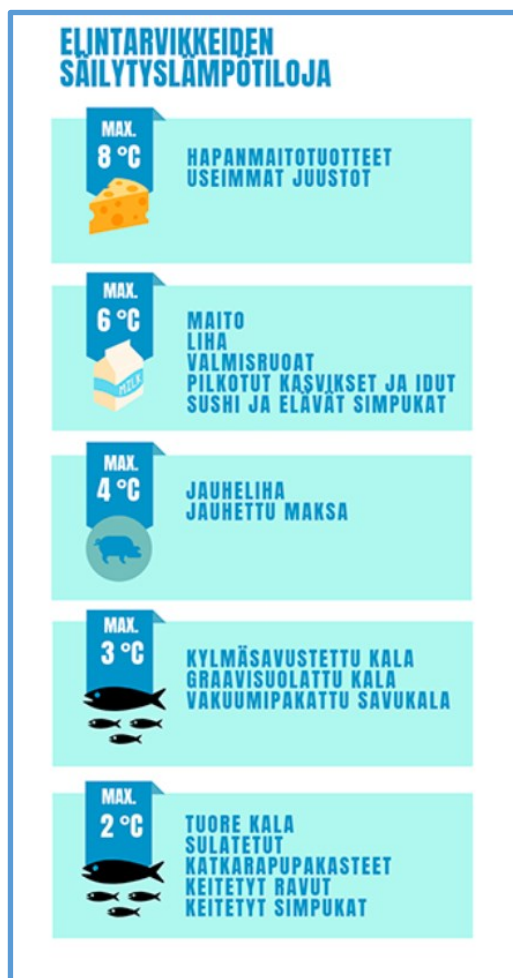 ELINTARVIKKEIDEN
SÄILYTYSLÄMPÖTILOJA
MAX.
8 °C
HAPANMAITOTUOTTEET
USEIMMAT JUUSTOT
MAX.
6 °C
MILK
MAITO
LIHA
VALMISRUOAT
PILKOTUT KASVIKSET JA IDUT
SUSHI JA ELÄVÄT SIMPUKAT
MAX.
4 °C
JAUHELIHA
JAUHETTU MAKSA
MAX.
3 °C
KYLMÄSAVUSTETTU KALA
GRAAVISUOLATTU KALA
VAKUUMIPAKATTU SAVUKALA
MAX.
2 °C
TUORE KALA
SULATETUT
KATKARAPUPAKASTEET
KEITETYT RAVUT
KEITETYT SIMPUKAT